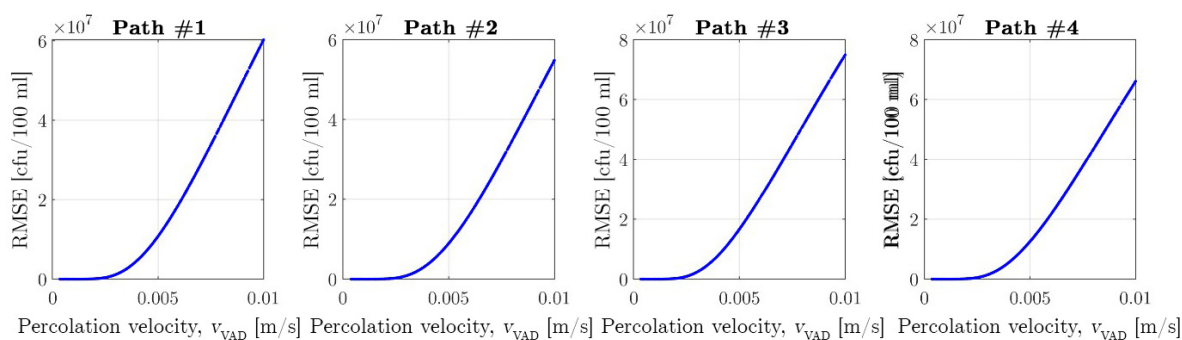 ×10⁷ Path #1
RMSE [cfu/100 ml]
6
4
2
0
0 0.005 0.01
Percolation velocity, v_VAD [m/s]
×10⁷ Path #2
RMSE [cfu/100 ml]
6
4
2
0
0 0.005 0.01
Percolation velocity, v_VAD [m/s]
×10⁷ Path #3
RMSE [cfu/100 ml]
8
6
4
2
0
0 0.005 0.01
Percolation velocity, v_VAD [m/s]
×10⁷ Path #4
RMSE [cfu/100 ml]
8
6
4
2
0
0 0.005 0.01
Percolation velocity, v_VAD [m/s]